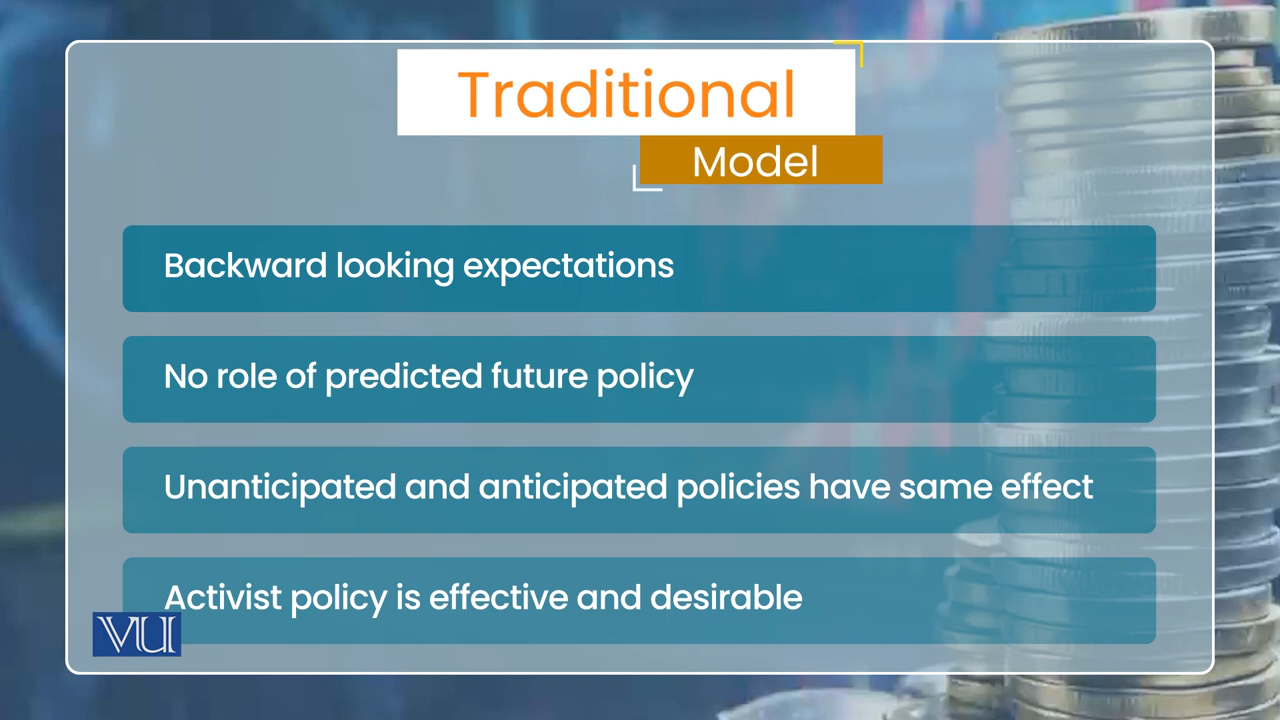 Traditional
Model
Backward looking expectations
No role of predicted future policy
Unanticipated and anticipated policies have same effect
Activist policy is effective and desirable
VU